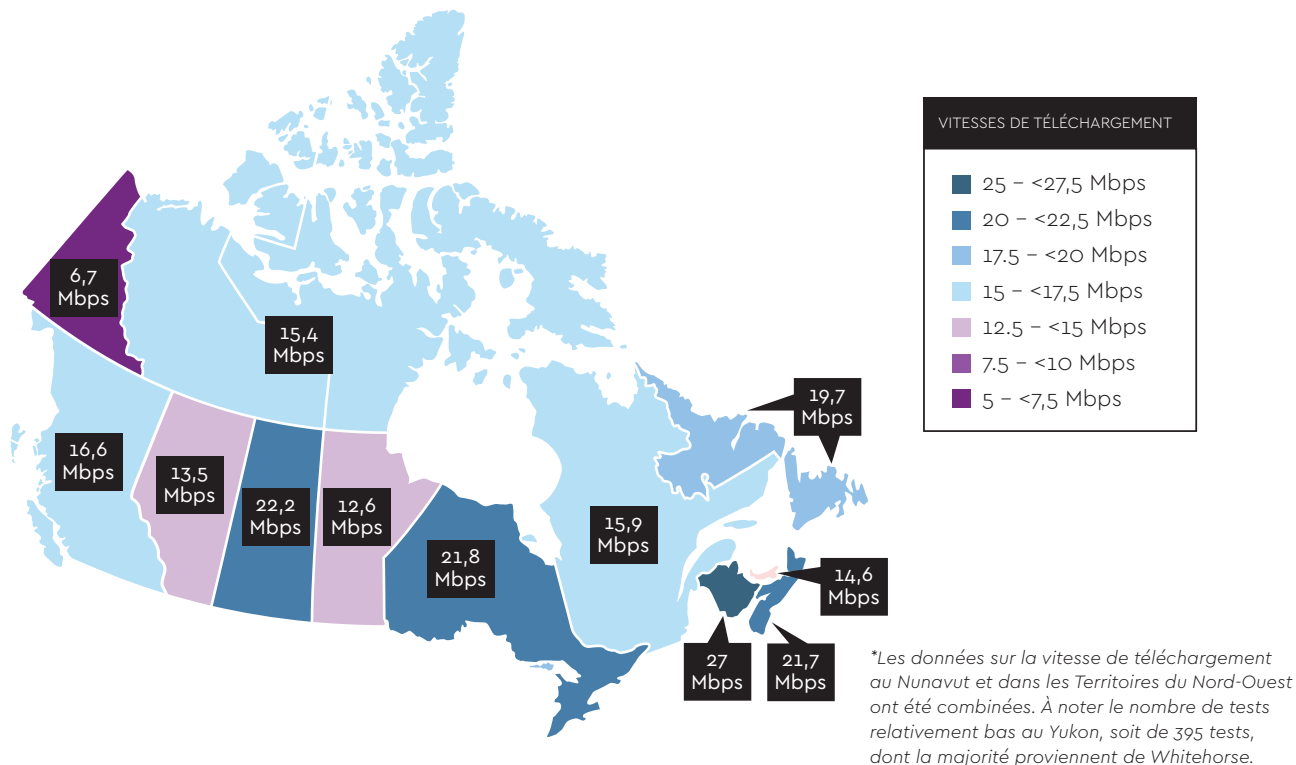 VITESSES DE TÉLÉCHARGEMENT
25 – <27,5 Mbps
20 – <22,5 Mbps
17.5 – <20 Mbps
15 – <17,5 Mbps
12.5 – <15 Mbps
7.5 – <10 Mbps
5 – <7,5 Mbps
6,7
Mbps
15,4
Mbps
19,7
Mbps
16,6
Mbps
13,5
Mbps
22,2
Mbps
12,6
Mbps
15,9
Mbps
21,8
Mbps
14,6
Mbps
27
Mbps
21,7
Mbps
*Les données sur la vitesse de téléchargement
au Nunavut et dans les Territoires du Nord-Ouest
ont été combinées. À noter le nombre de tests
relativement bas au Yukon, soit de 395 tests,
dont la majorité proviennent de Whitehorse.